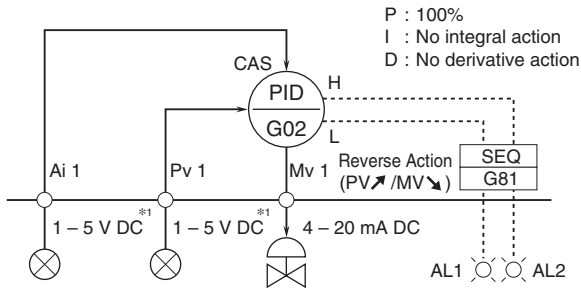 P : 100%
I : No integral action
D : No derivative action
CAS
PID
G02
H
L
Ai 1
Pv 1
Mv 1
Reverse Action
(PV↗ /MV↘ )
SEQ
G81
1 – 5 V DC*1
1 – 5 V DC*1
4 – 20 mA DC
AL1
AL2